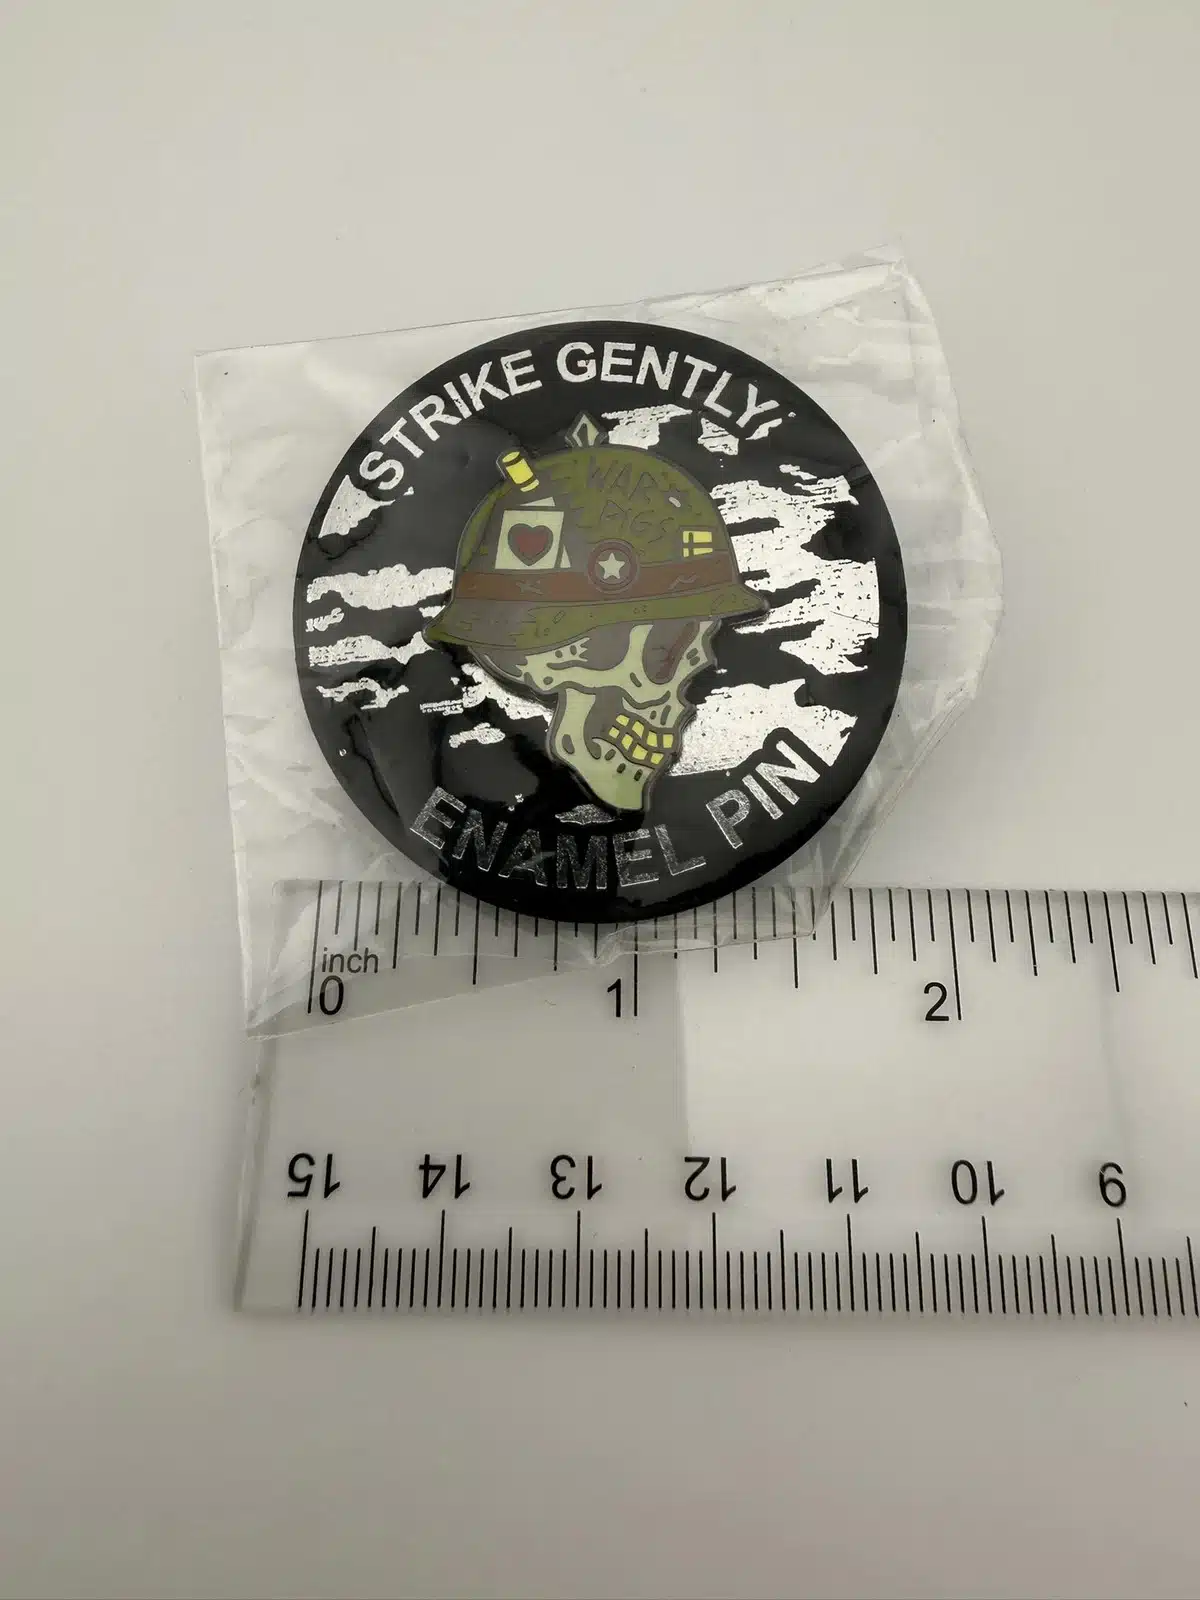 STRIKE GENTLY
WAR
PIGS
ENAMEL PIN
inch
0 1 2
15 14 13 12 11 10 9